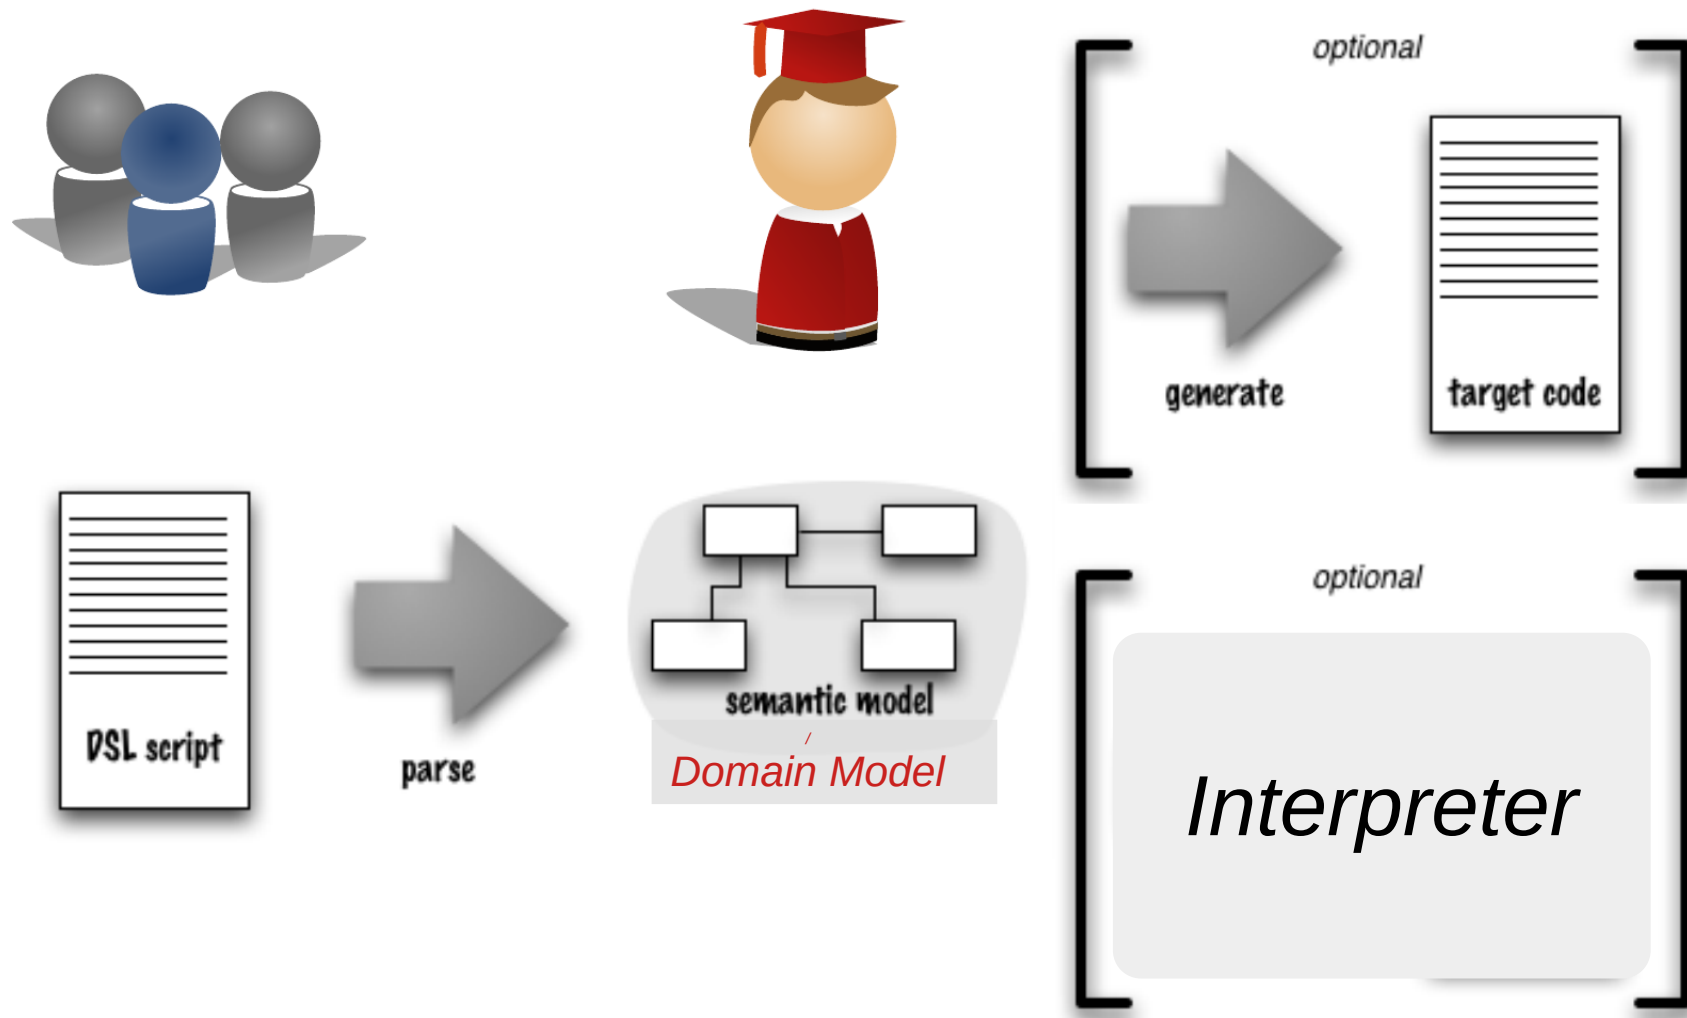 optional
generate
target code
DSL script
parse
semantic model
/
Domain Model
optional
Interpreter